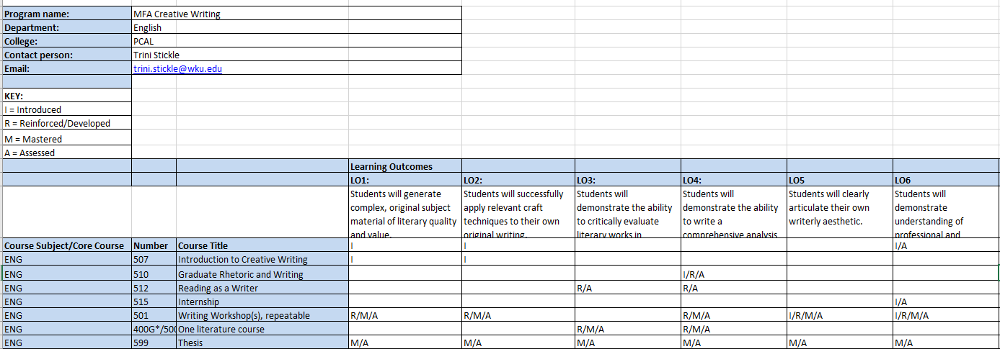 Program name: MFA Creative Writing
Department: English
College: PCAL
Contact person: Trini Stickle
Email: trini.stickle@wku.edu
KEY:
I = Introduced
R = Reinforced/Developed
M = Mastered
A = Assessed
Learning Outcomes
LO1: LO2: LO3: LO4: LO5 LO6
Students will generate Students will successfully Students will Students will Students will clearly Students will
complex, original subject apply relevant craft demonstrate the ability demonstrate the ability articulate their own demonstrate
material of literary quality techniques to their own to critically evaluate to write a writerly aesthetic. understanding of
and value. original writing. literary works in comprehensive analysis professional and
Course Subject/Core Course Number Course Title I I I/A
ENG 507 Introduction to Creative Writing I I
ENG 510 Graduate Rhetoric and Writing I/R/A
ENG 512 Reading as a Writer R/A R/A
ENG 515 Internship I/A
ENG 501 Writing Workshop(s), repeatable R/M/A R/M/A R/M/A I/R/M/A I/R/M/A
ENG 400G*/500 One literature course R/M/A R/M/A
ENG 599 Thesis M/A M/A M/A M/A M/A M/A